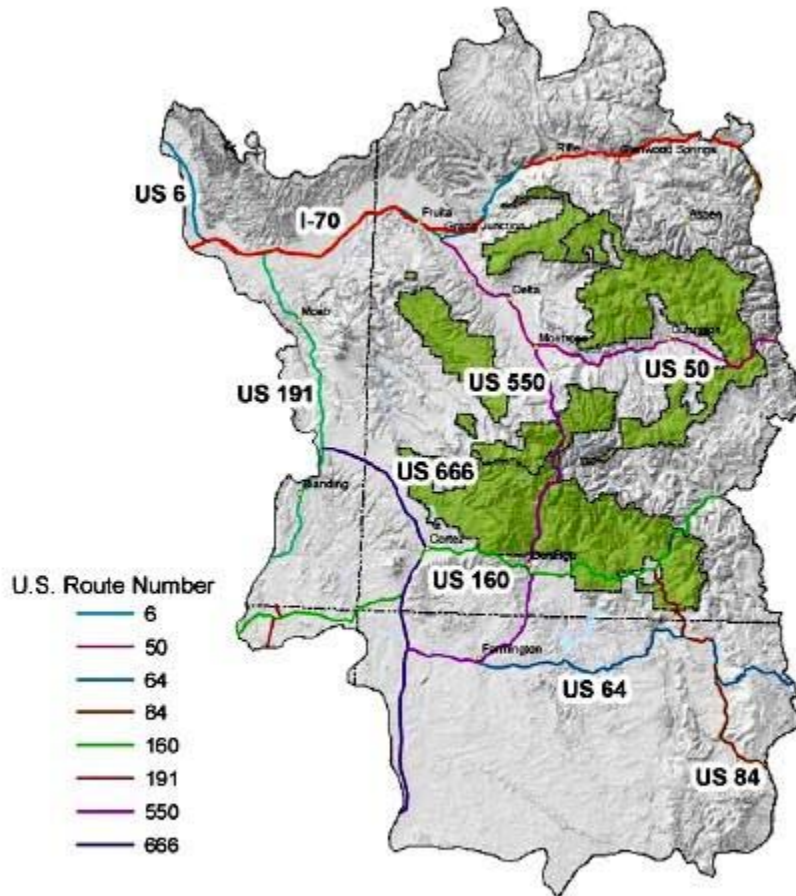 Rifle
Glenwood Springs
US 6
I-70
Fruita
Grand Junction
Aspen
Delta
Moab
Montrose
Gunnison
US 191
US 550
US 50
US 666
Blanding
Cortez
Durango
US 160
U.S. Route Number
6
50
64
84
160
191
550
666
Farmington
US 64
US 84